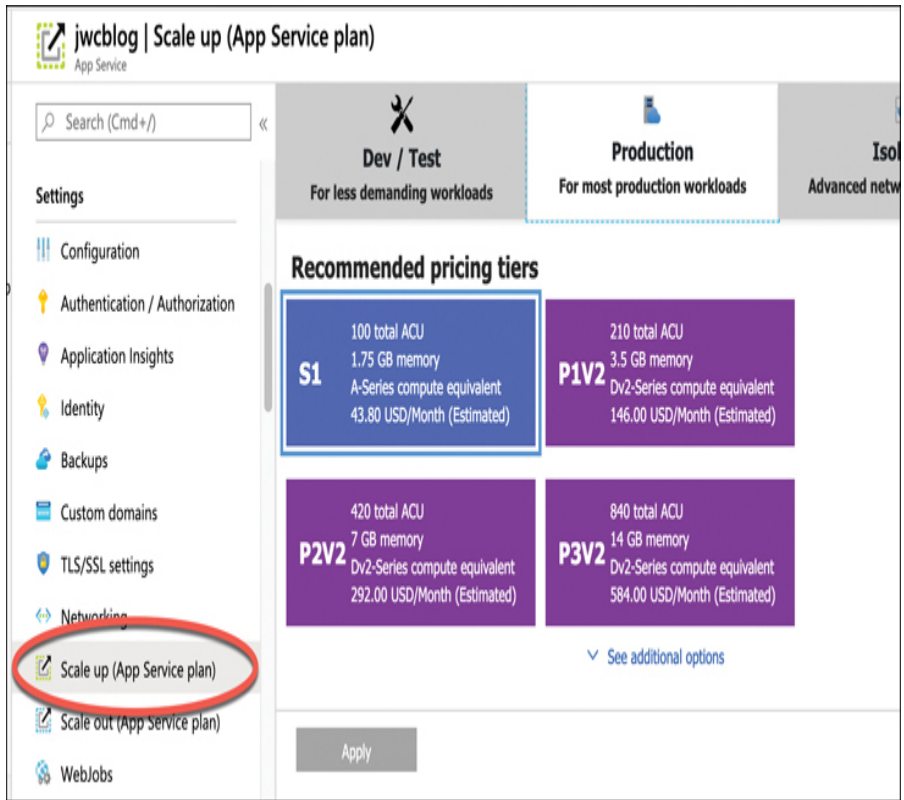 jwcblog | Scale up (App Service plan)
App Service
Search (Cmd+/)
«
Settings
Configuration
Authentication / Authorization
Application Insights
Identity
Backups
Custom domains
TLS/SSL settings
Networking
Scale up (App Service plan)
Scale out (App Service plan)
WebJobs
Dev / Test
For less demanding workloads
Production
For most production workloads
Isol
Advanced netw
Recommended pricing tiers
S1
100 total ACU
1.75 GB memory
A-Series compute equivalent
43.80 USD/Month (Estimated)
P1V2
210 total ACU
3.5 GB memory
Dv2-Series compute equivalent
146.00 USD/Month (Estimated)
P2V2
420 total ACU
7 GB memory
Dv2-Series compute equivalent
292.00 USD/Month (Estimated)
P3V2
840 total ACU
14 GB memory
Dv2-Series compute equivalent
584.00 USD/Month (Estimated)
See additional options
Apply